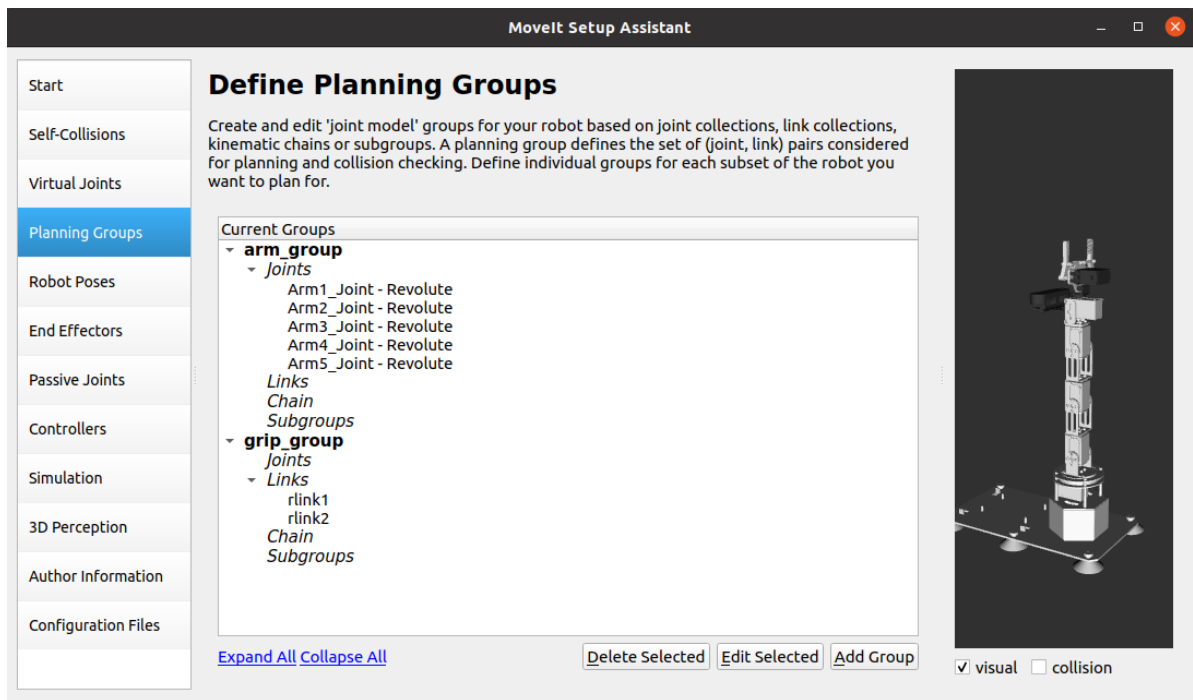 MoveIt Setup Assistant
Start
Self-Collisions
Virtual Joints
Planning Groups
Robot Poses
End Effectors
Passive Joints
Controllers
Simulation
3D Perception
Author Information
Configuration Files
Define Planning Groups
Create and edit 'joint model' groups for your robot based on joint collections, link collections,
kinematic chains or subgroups. A planning group defines the set of (joint, link) pairs considered
for planning and collision checking. Define individual groups for each subset of the robot you
want to plan for.
Current Groups
arm_group
Joints
Arm1_Joint - Revolute
Arm2_Joint - Revolute
Arm3_Joint - Revolute
Arm4_Joint - Revolute
Arm5_Joint - Revolute
Links
Chain
Subgroups
grip_group
Joints
Links
rlink1
rlink2
Chain
Subgroups
Expand All Collapse All
Delete Selected Edit Selected Add Group
visual collision